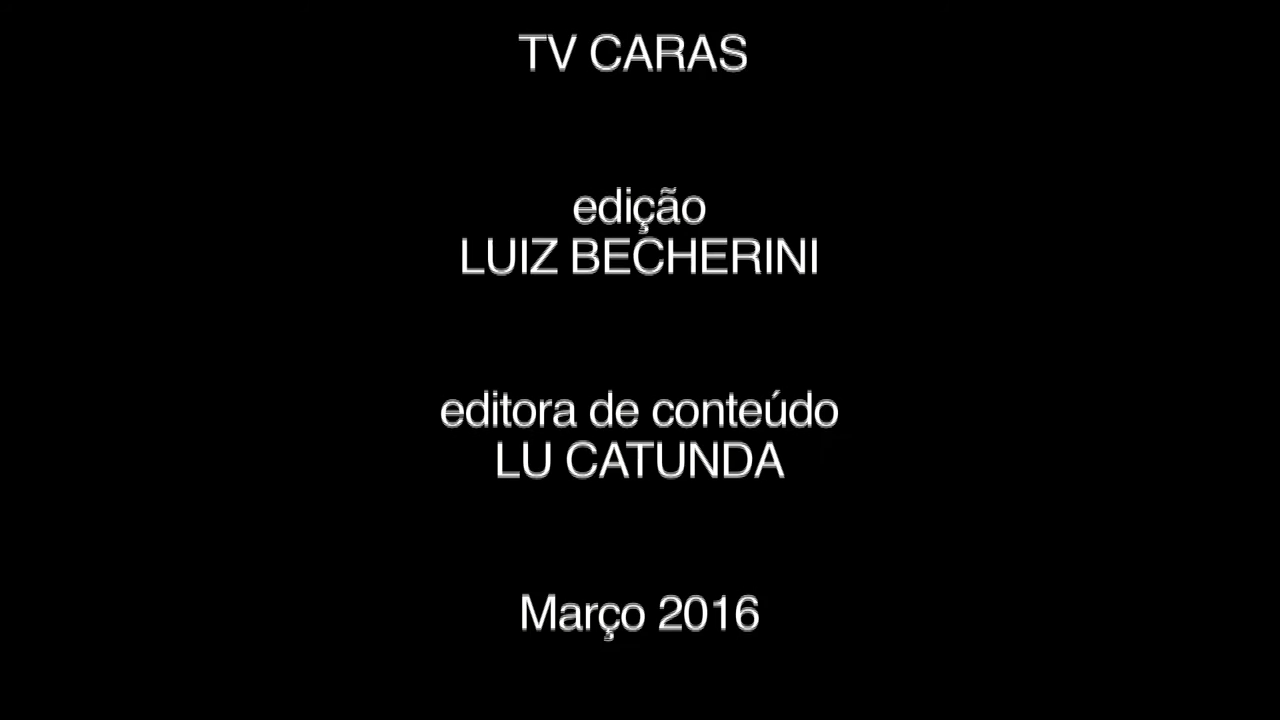 TV CARAS
edição
LUIZ BECHERINI
editora de conteúdo
LU CATUNDA
Março 2016